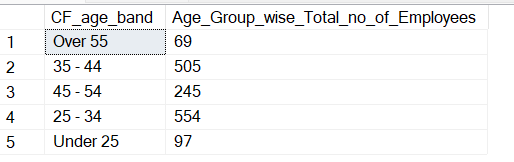 CF_age_band Age_Group_wise_Total_no_of_Employees
1 Over 55 69
2 35 - 44 505
3 45 - 54 245
4 25 - 34 554
5 Under 25 97